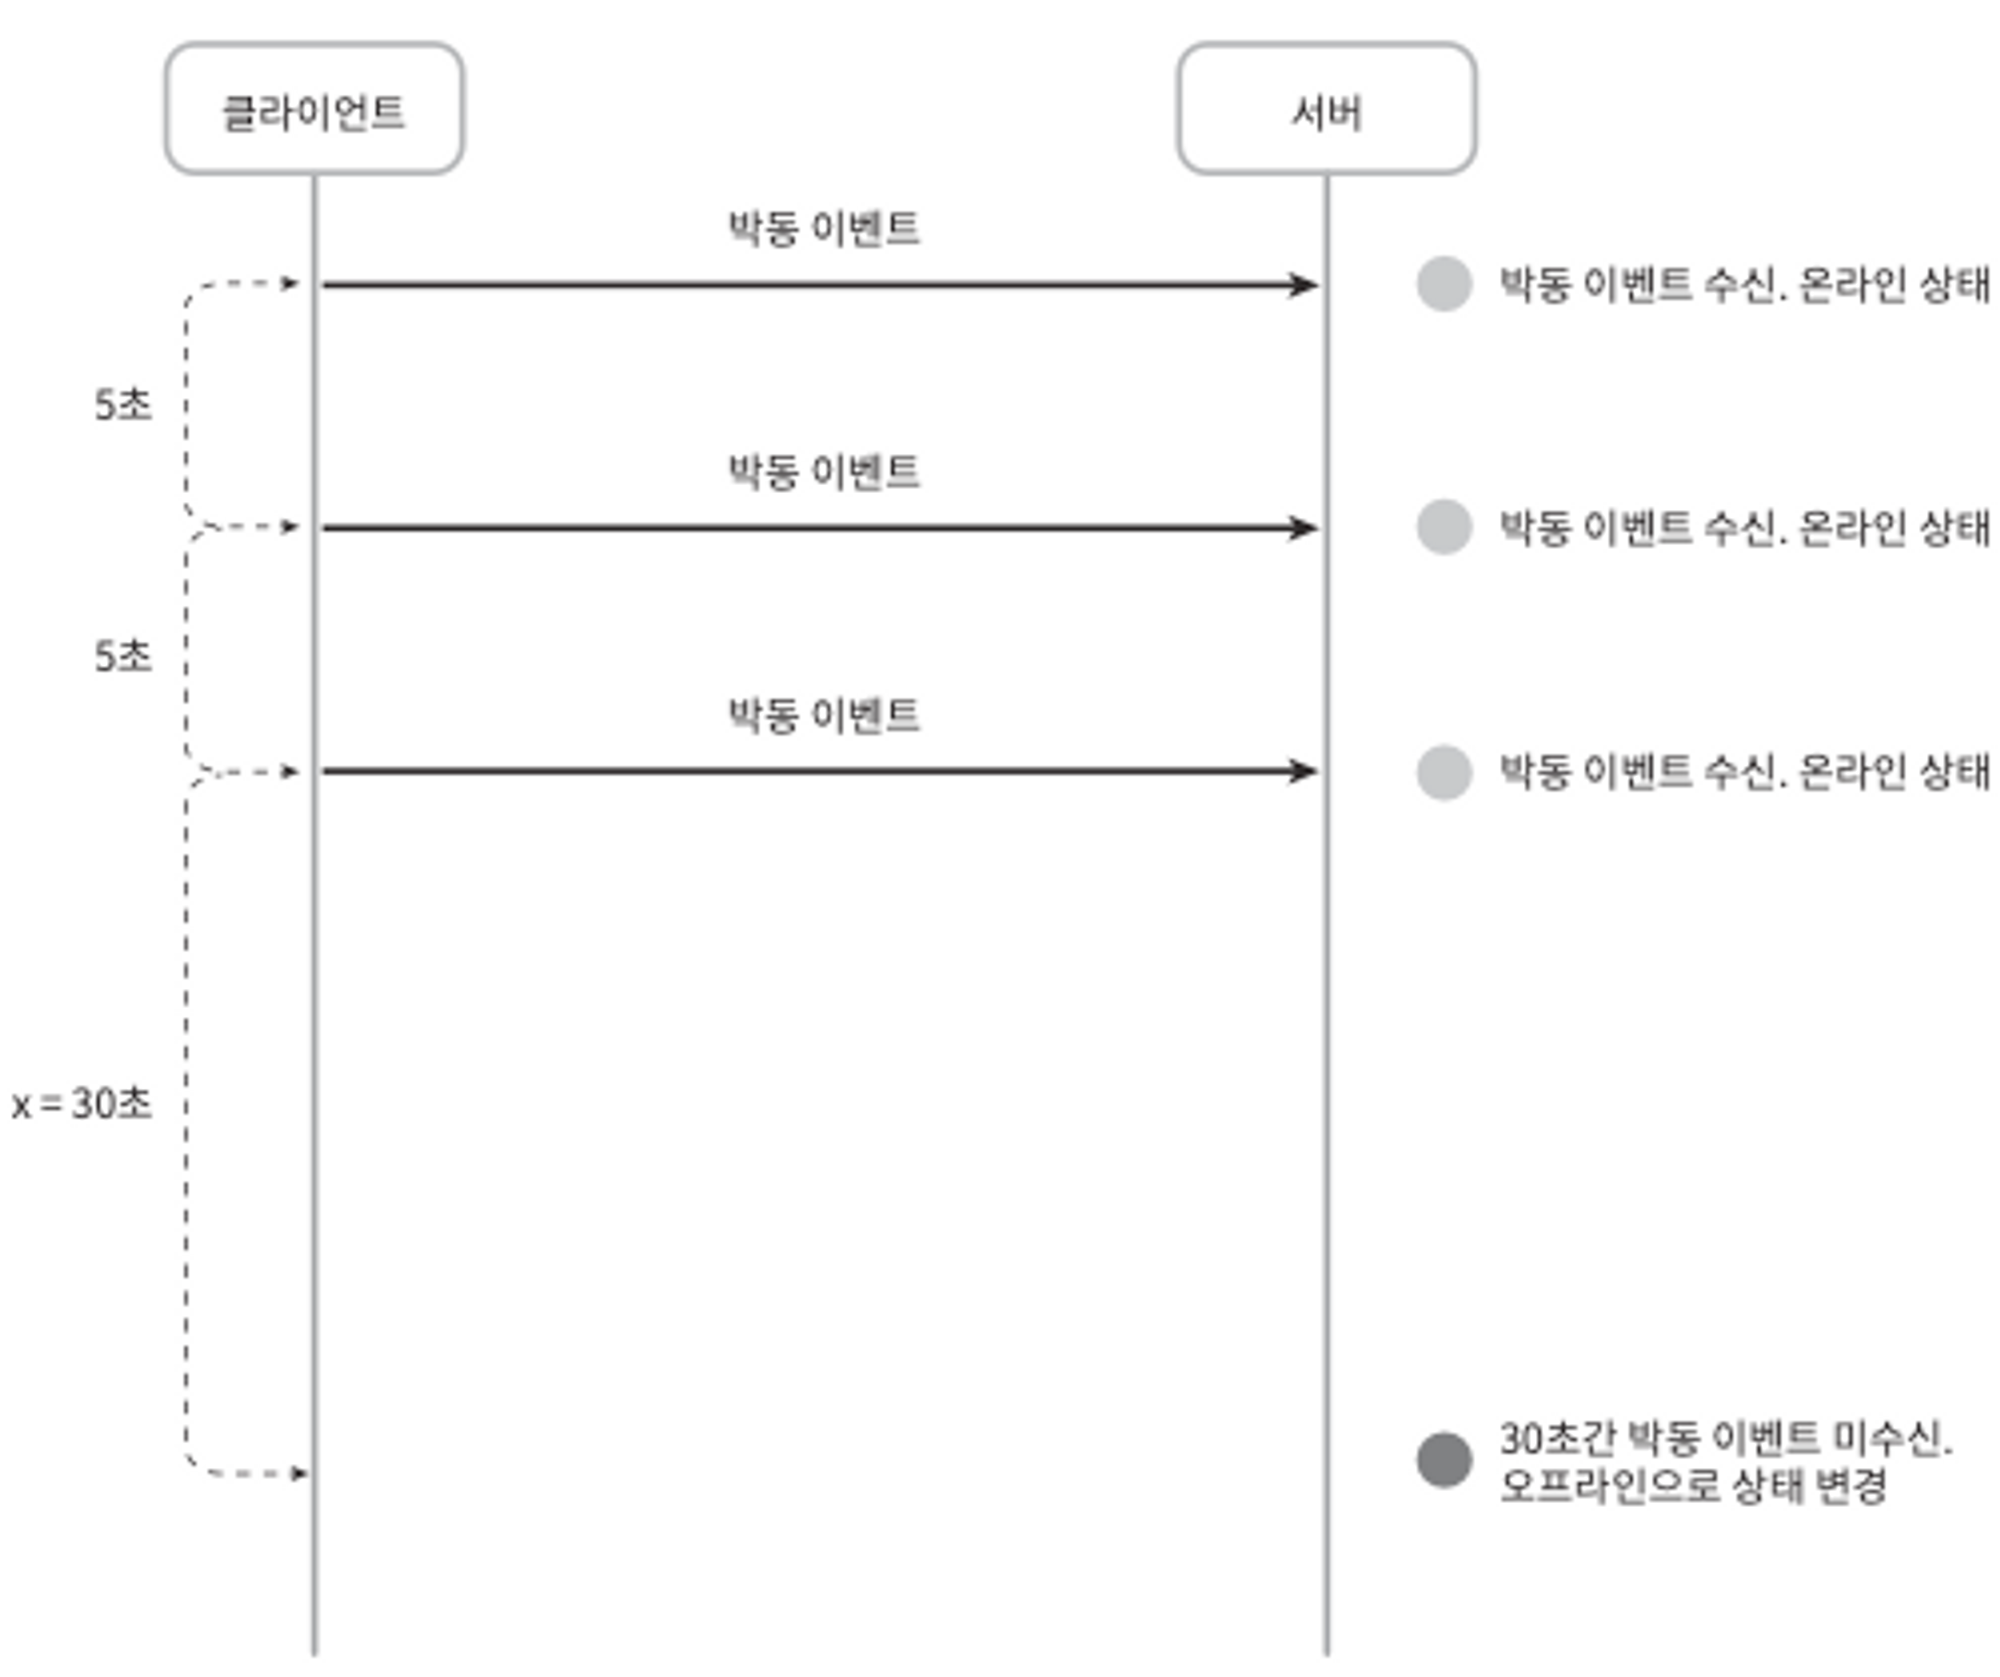 클라이언트
서버
박동 이벤트
박동 이벤트 수신. 온라인 상태
5초
박동 이벤트
박동 이벤트 수신. 온라인 상태
5초
박동 이벤트
박동 이벤트 수신. 온라인 상태
x = 30초
30초간 박동 이벤트 미수신.
오프라인으로 상태 변경